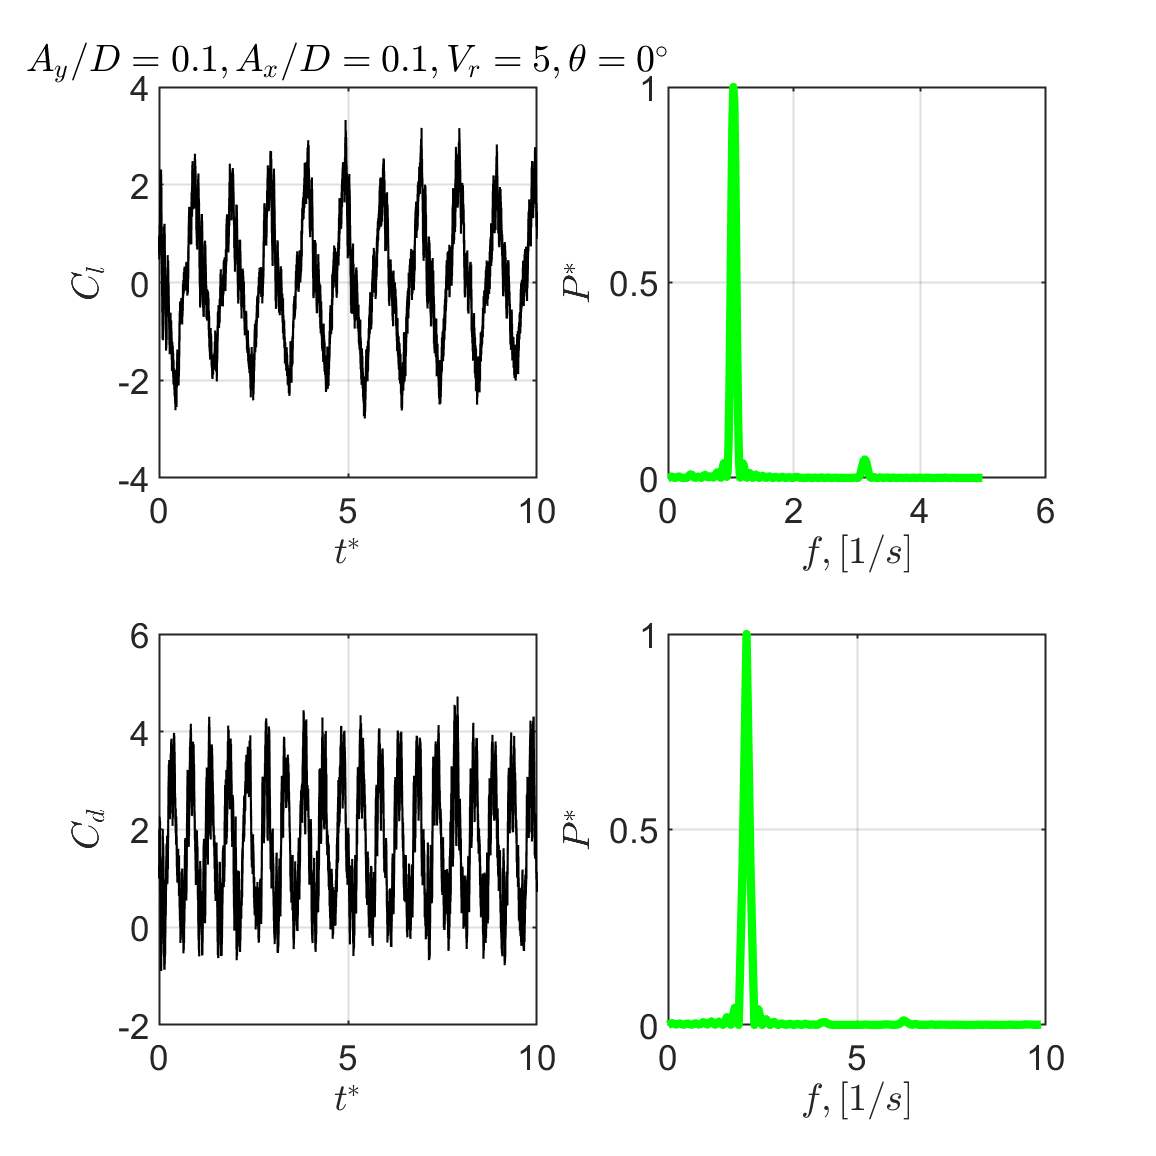 A_y/D = 0.1, A_x/D = 0.1, V_r = 5, θ = 0°
4
2
0
-2
-4
C_l
0 5 10
t*
1
0.5
0
P*
0 2 4 6
f, [1/s]
6
4
2
0
-2
C_d
0 5 10
t*
1
0.5
0
P*
0 5 10
f, [1/s]